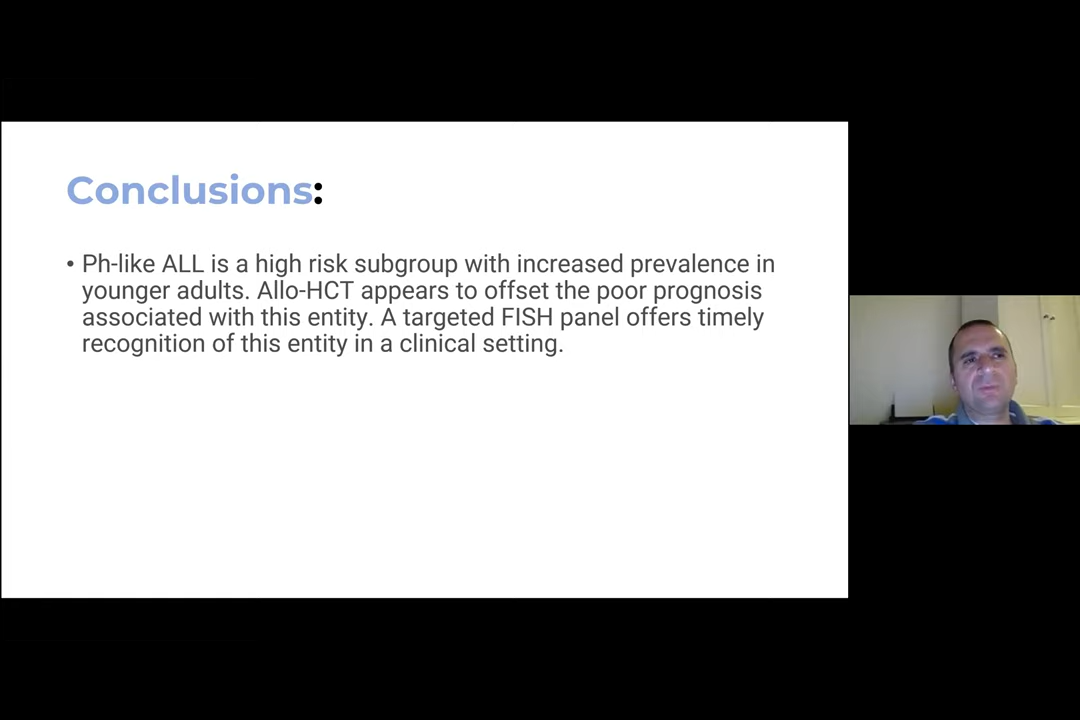 Conclusions:
• Ph-like ALL is a high risk subgroup with increased prevalence in
younger adults. Allo-HCT appears to offset the poor prognosis
associated with this entity. A targeted FISH panel offers timely
recognition of this entity in a clinical setting.